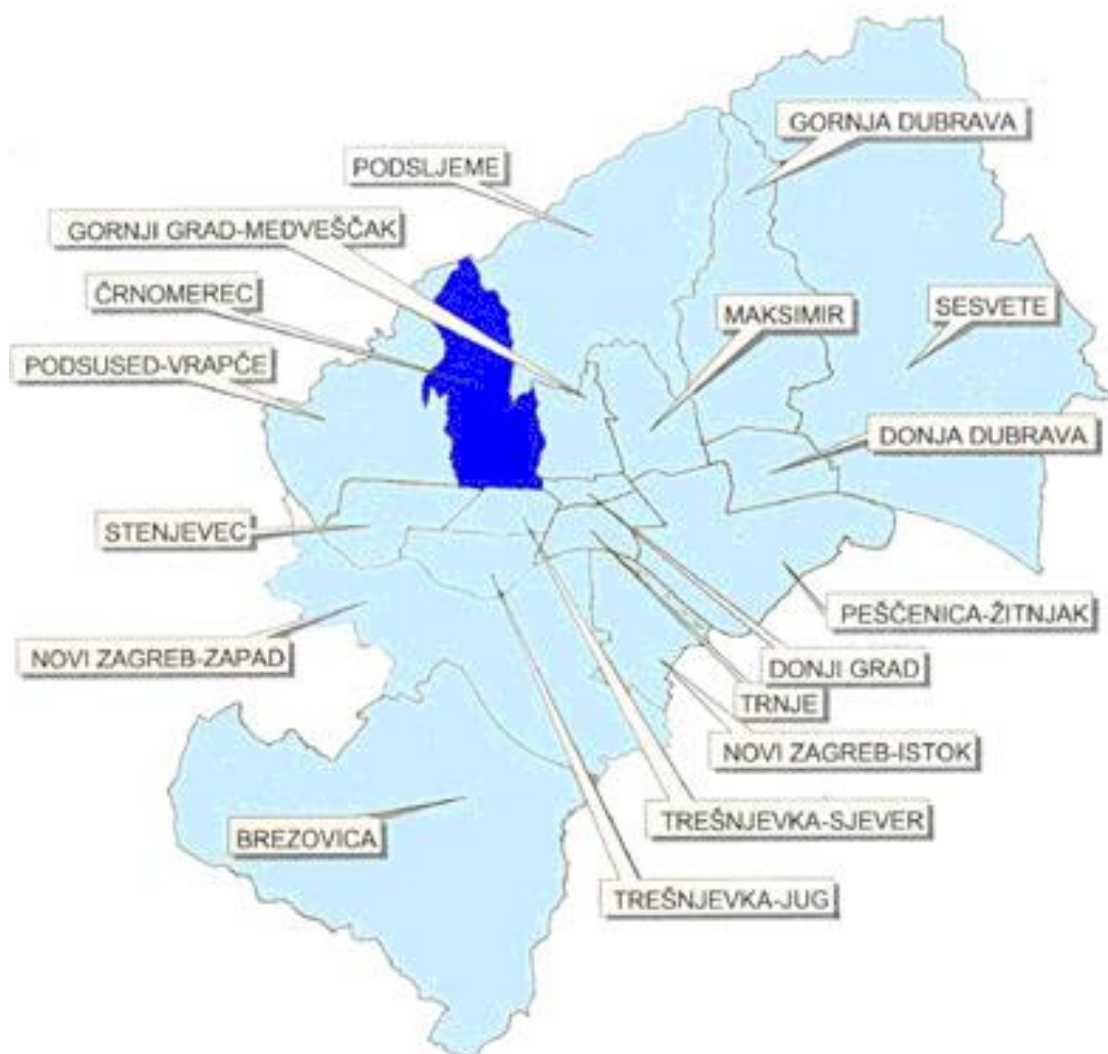 GORNJA DUBRAVA
PODSLJEME
GORNJI GRAD-MEDVEŠČAK
ČRNOMEREC
MAKSIMIR
SESVETE
PODSUSED-VRAPČE
DONJA DUBRAVA
STENJEVEC
PEŠČENICA-ŽITNJAK
NOVI ZAGREB-ZAPAD
DONJI GRAD
TRNJE
NOVI ZAGREB-ISTOK
TREŠNJEVKA-SJEVER
BREZOVICA
TREŠNJEVKA-JUG